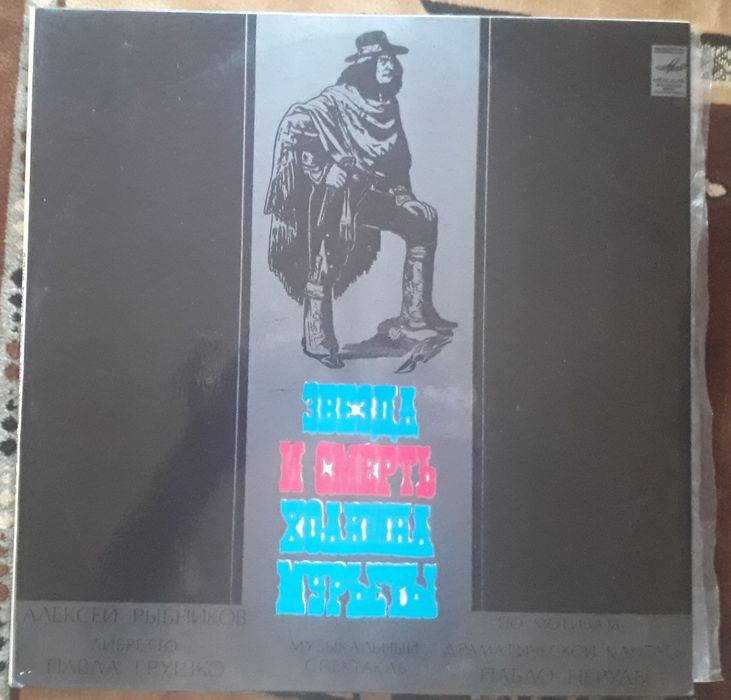 ЗВЕЗДА
И СМЕРТЬ
ХОАКИНА
МУРЬЕТЫ
АЛЕКСЕЙ РЫБНИКОВ
ЛИБРЕТТО
ПАВЛА ГРУШКО
МУЗЫКАЛЬНЫЙ
СПЕКТАКЛЬ
ПО МОТИВАМ
ДРАМАТИЧЕСКОЙ КАНТАТЫ
ПАБЛО НЕРУДЫ